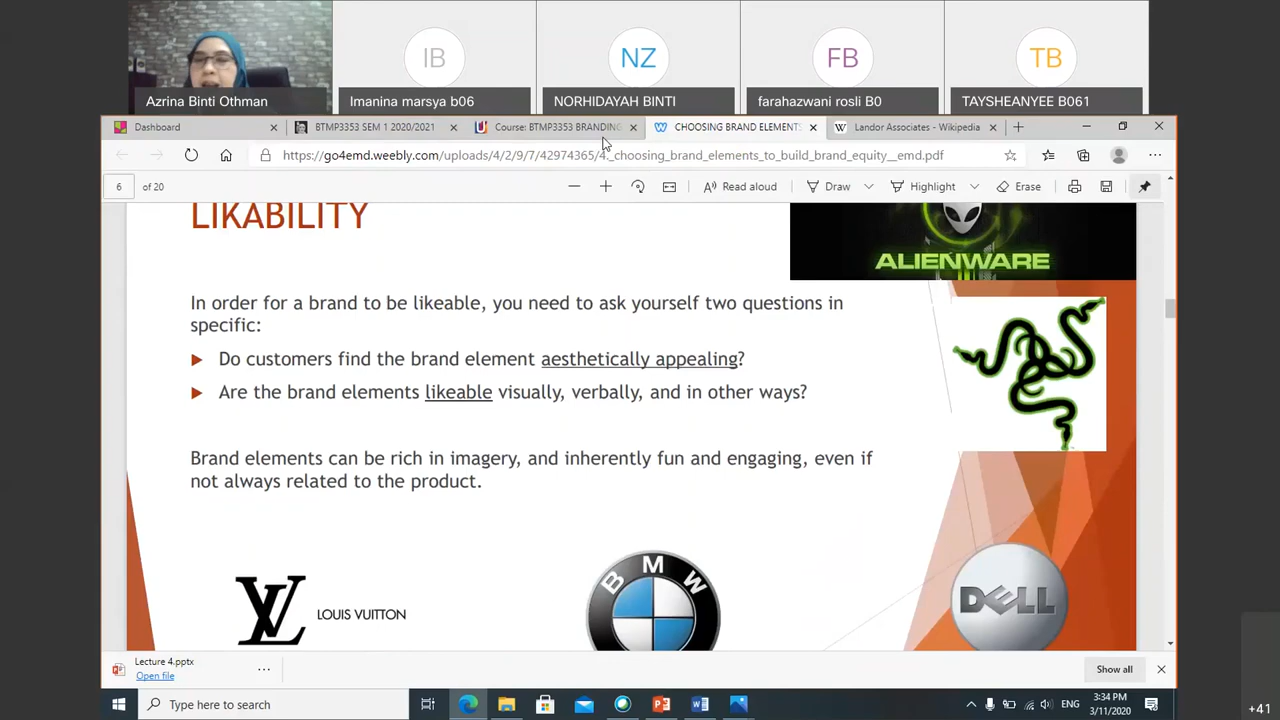 IB
NZ
FB
TB
Azrina Binti Othman
Imanina marsya b06
NORHIDAYAH BINTI
farahazwani rosli B0
TAYSHEANYEE B061
Dashboard
BTMP3353 SEM 1 2020/2021
Course: BTMP3353 BRANDING
CHOOSING BRAND ELEMENTS
Landor Associates - Wikipedia
https://go4emd.weebly.com/uploads/4/2/9/7/42974365/4._choosing_brand_elements_to_build_brand_equity__emd.pdf
6 of 20
Read aloud
Draw
Highlight
Erase
LIKABILITY
ALIENWARE
In order for a brand to be likeable, you need to ask yourself two questions in
specific:
Do customers find the brand element aesthetically appealing?
Are the brand elements likeable visually, verbally, and in other ways?
Brand elements can be rich in imagery, and inherently fun and engaging, even if
not always related to the product.
LV
LOUIS VUITTON
BMW
DELL
Lecture 4.pptx
Open file
Show all
Type here to search
ENG
3:34 PM
3/11/2020
+41